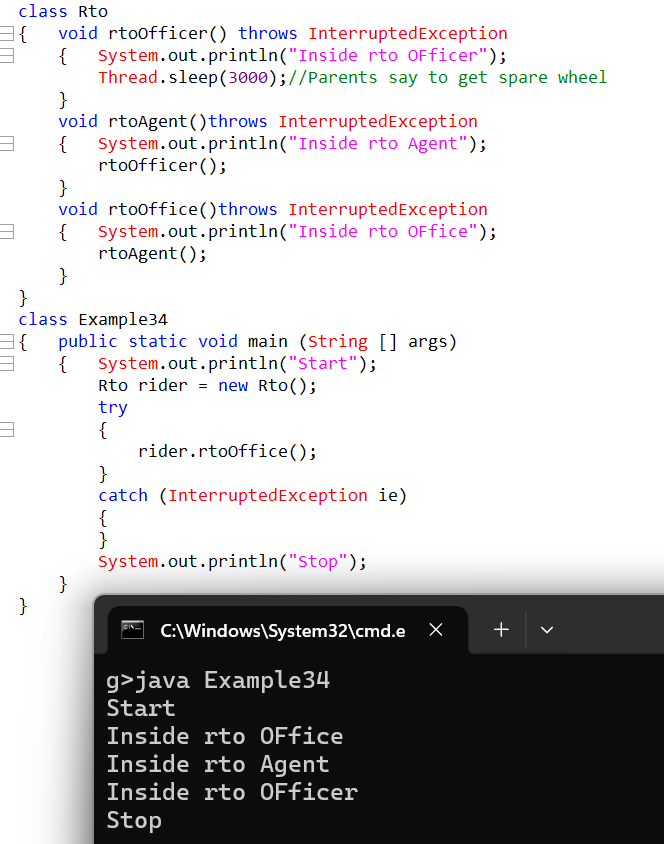 class Rto
{   void rtoOfficer() throws InterruptedException
    {   System.out.println("Inside rto OFficer");
        Thread.sleep(3000);//Parents say to get spare wheel
    }
    void rtoAgent()throws InterruptedException
    {   System.out.println("Inside rto Agent");
        rtoOfficer();
    }
    void rtoOffice()throws InterruptedException
    {   System.out.println("Inside rto OFfice");
        rtoAgent();
    }
}
class Example34
{   public static void main (String [] args)
    {   System.out.println("Start");
        Rto rider = new Rto();
        try
        {
            rider.rtoOffice();
        }
        catch (InterruptedException ie)
        {
        }
        System.out.println("Stop");
    }
}
C:\Windows\System32\cmd.e
g>java Example34
Start
Inside rto OFfice
Inside rto Agent
Inside rto OFficer
Stop